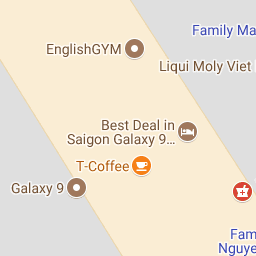 Family Ma
EnglishGYM
Liqui Moly Viet
Best Deal in
Saigon Galaxy 9...
T-Coffee
Galaxy 9
Fam
Nguye